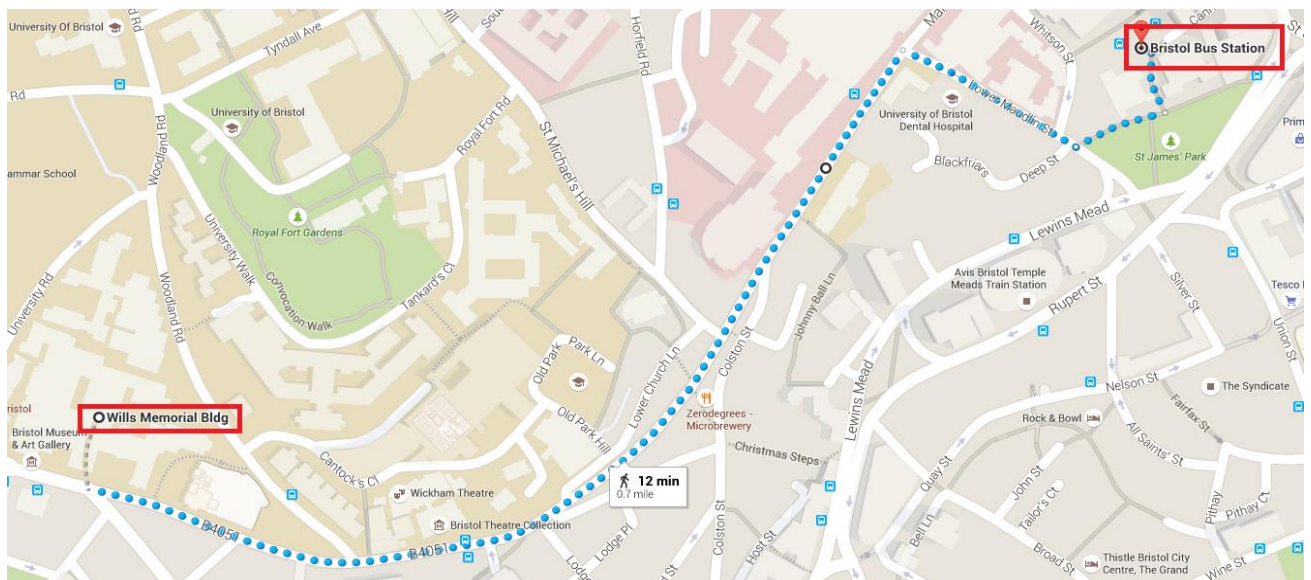 University Of Bristol
Tyndall Ave
Rd
Woodland Rd
University of Bristol
ammar School
Royal Fort Rd
Royal Fort Gardens
University Walk
Convocation Walk
Tankard's Cl
University Rd
Woodland Rd
Hill
St Michael's Hill
Horfield Rd
Whitson St
Bristol Bus Station
University of Bristol
Dental Hospital
Lower Maudlin St
Blackfriars
Deep St
St James' Park
Prim
Lewins Mead
Avis Bristol Temple
Meads Train Station
Rupert St
Silver St
Tesco
Union St
Johnny Ball Ln
Colston St
Old Park
Park Ln
Lower Church Ln
Old Park Hill
Zerodegrees -
Microbrewery
Lewins Mead
Nelson St
The Syndicate
Fairfax St
Rock & Bowl
All Saints' St
Wills Memorial Bldg
ristol
Bristol Museum
& Art Gallery
Cantock's Cl
Wickham Theatre
Bristol Theatre Collection
B4051
B4051
12 min
0.7 mile
Christmas Steps
Colston St
Host St
Lodge Pl
Lodge St
Quay St
Bell Ln
John St
Tailor's Ct
Broad St
Pithay
Pithay Ct
Thistle Bristol City
Centre, The Grand
Wine St